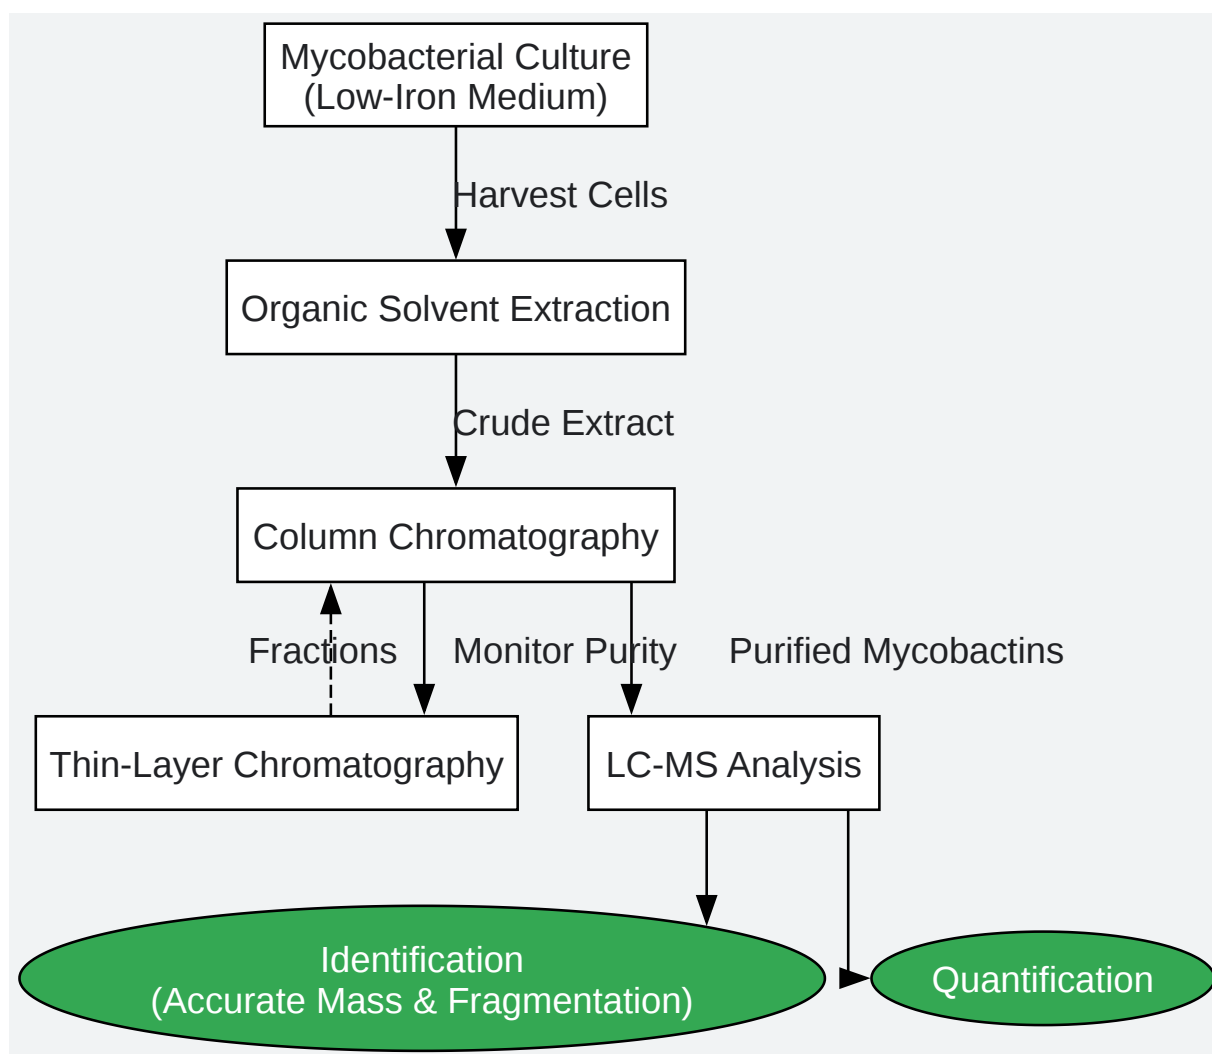 Mycobacterial Culture
(Low-Iron Medium)
Harvest Cells
Organic Solvent Extraction
Crude Extract
Column Chromatography
Fractions
Monitor Purity
Purified Mycobactins
Thin-Layer Chromatography
LC-MS Analysis
Identification
(Accurate Mass & Fragmentation)
Quantification